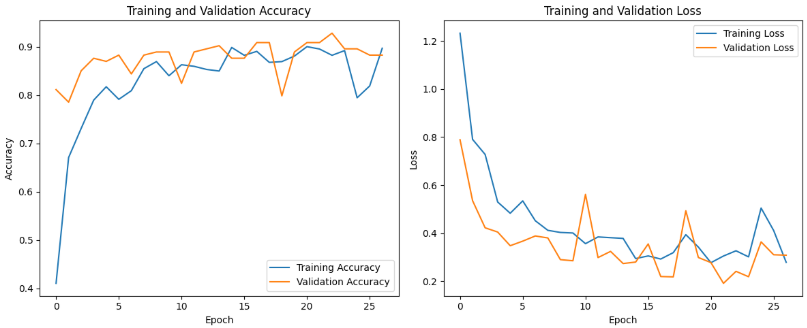 Training and Validation Accuracy
Accuracy
0.9
0.8
0.7
0.6
0.5
0.4
0
5
10
15
20
25
Epoch
Training Accuracy
Validation Accuracy
Training and Validation Loss
Loss
1.2
1.0
0.8
0.6
0.4
0.2
0
5
10
15
20
25
Epoch
Training Loss
Validation Loss